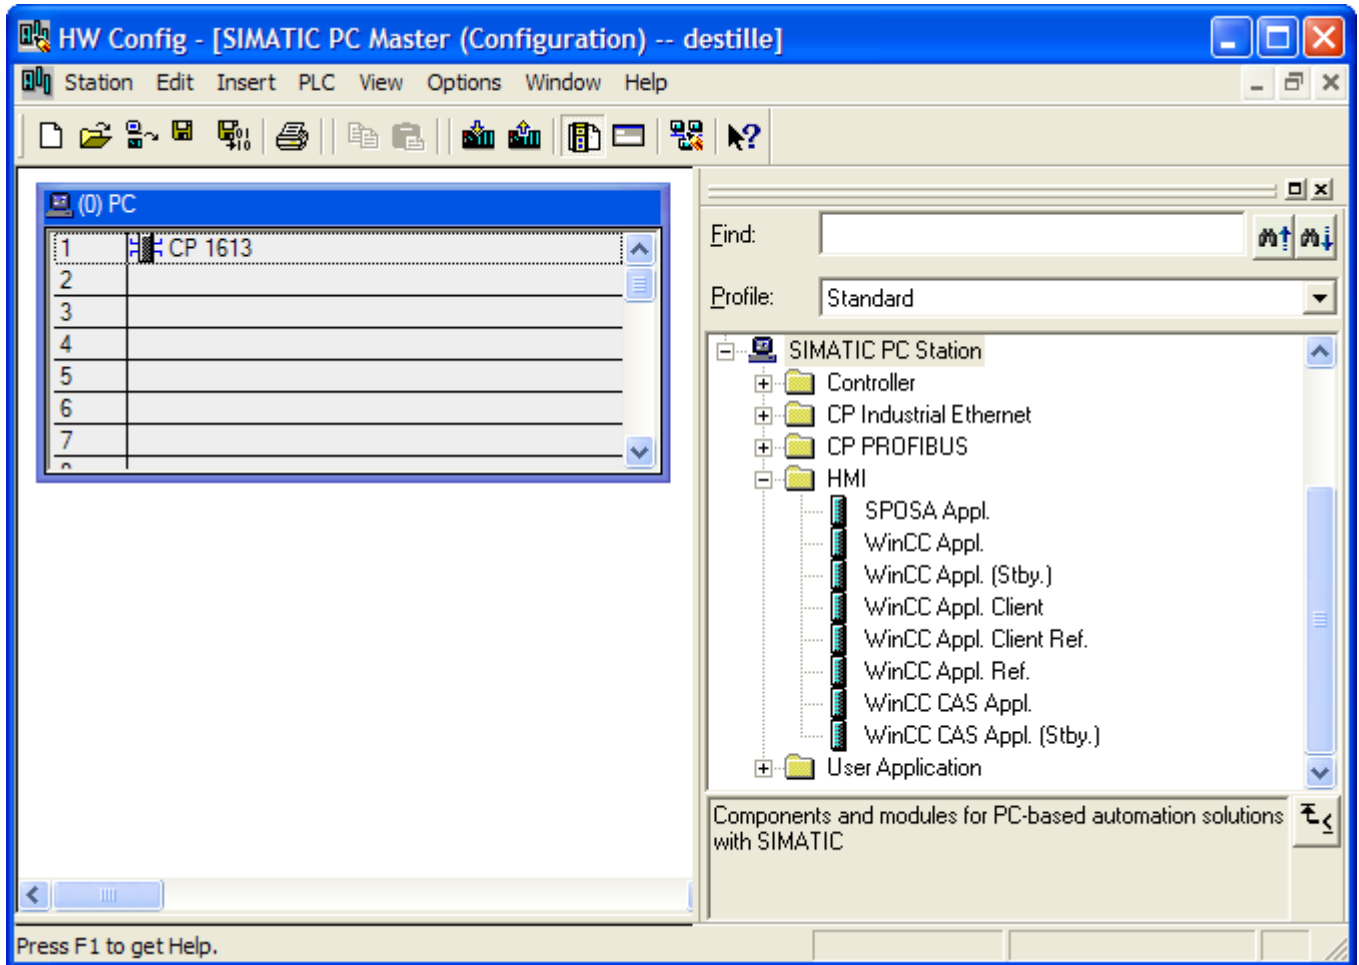 HW Config - [SIMATIC PC Master (Configuration) -- destille]
Station Edit Insert PLC View Options Window Help
(0) PC
1 CP 1613
2
3
4
5
6
7
Find:
Profile: Standard
SIMATIC PC Station
Controller
CP Industrial Ethernet
CP PROFIBUS
HMI
SPOSA Appl.
WinCC Appl.
WinCC Appl. (Stby.)
WinCC Appl. Client
WinCC Appl. Client Ref.
WinCC Appl. Ref.
WinCC CAS Appl.
WinCC CAS Appl. (Stby.)
User Application
Components and modules for PC-based automation solutions
with SIMATIC
Press F1 to get Help.